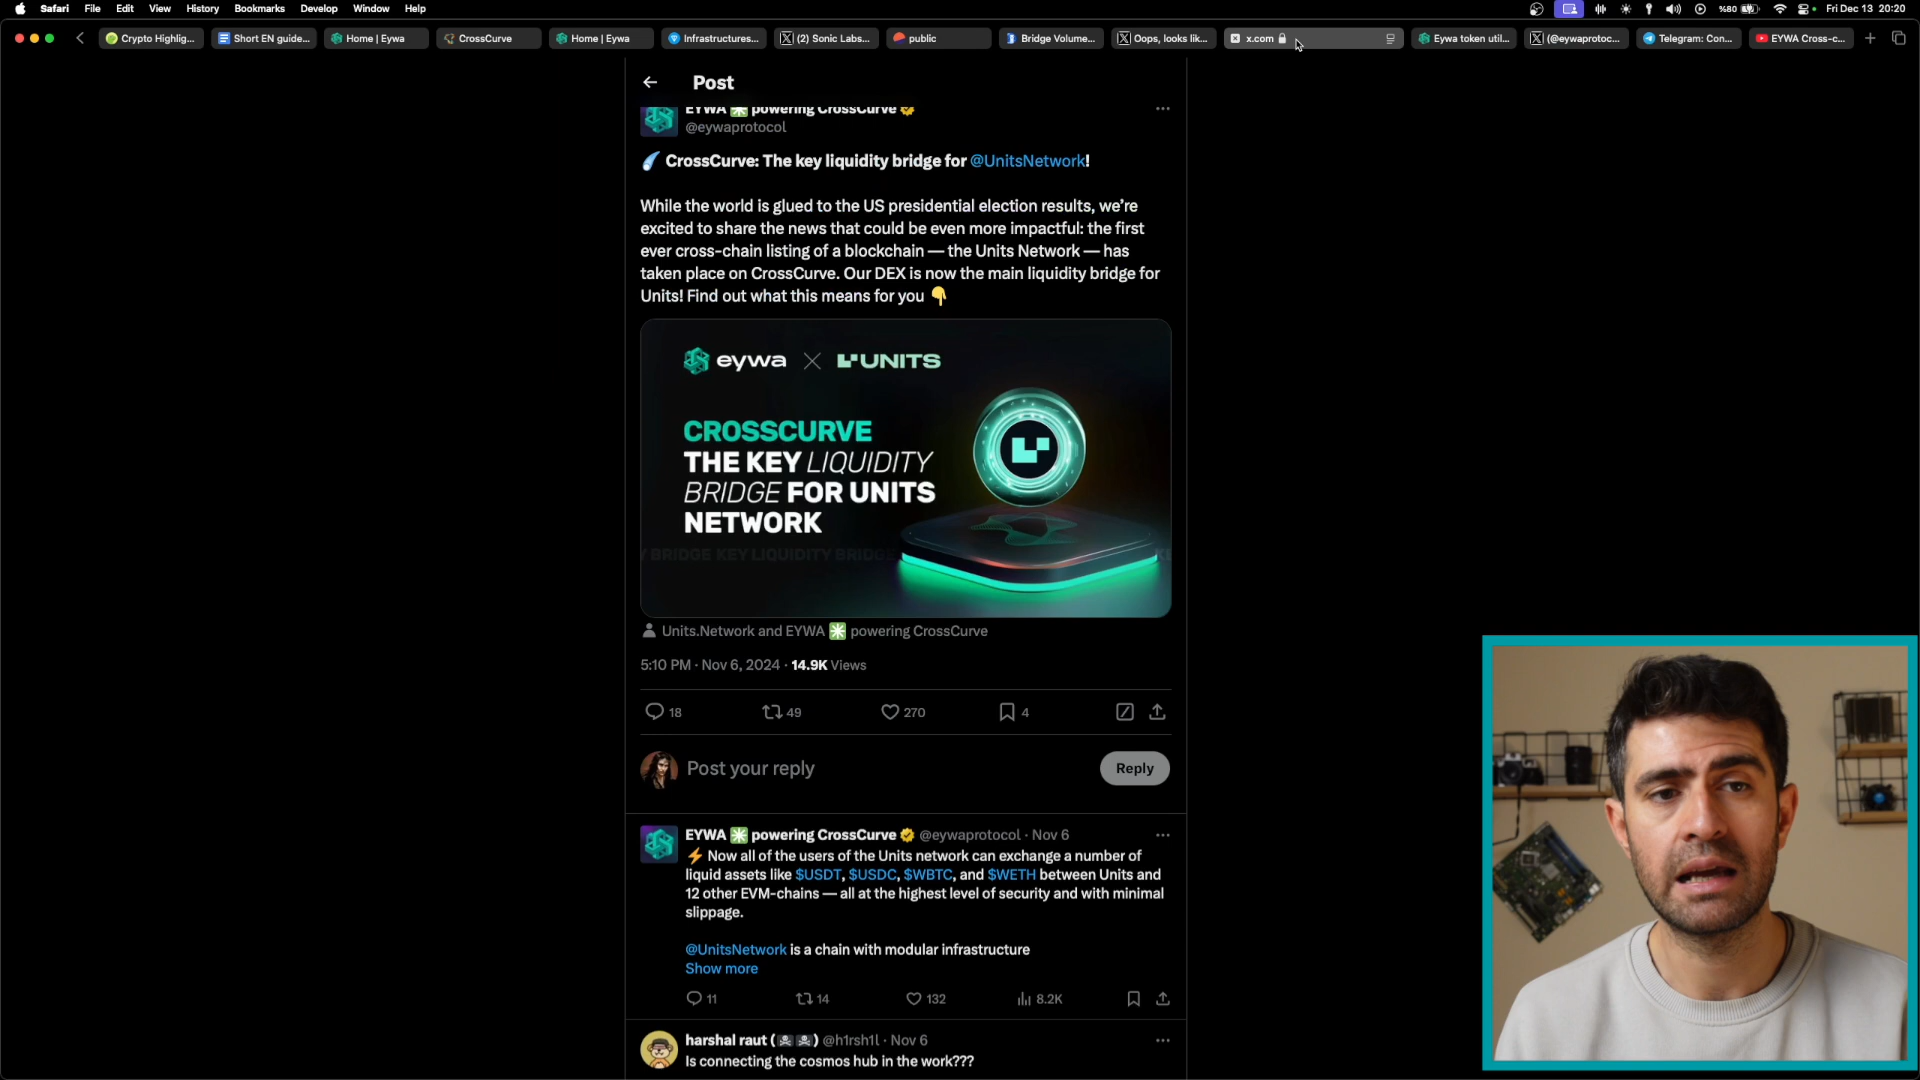 Safari File Edit View History Bookmarks Develop Window Help %80 Fri Dec 13 20:20
Crypto Highlig... Short EN guide... Home | Eywa CrossCurve Home | Eywa Infrastructures... (2) Sonic Labs... public Bridge Volume... Oops, looks lik... x.com Eywa token util... (@eywaprotoc... Telegram: Con... EYWA Cross-c...
Post
EYWA ✳️ powering CrossCurve
@eywaprotocol
☄️ CrossCurve: The key liquidity bridge for @UnitsNetwork!
While the world is glued to the US presidential election results, we're
excited to share the news that could be even more impactful: the first
ever cross-chain listing of a blockchain — the Units Network — has
taken place on CrossCurve. Our DEX is now the main liquidity bridge for
Units! Find out what this means for you 👇
eywa X UNITS
CROSSCURVE
THE KEY LIQUIDITY
BRIDGE FOR UNITS
NETWORK
Y BRIDGE KEY LIQUIDITY BRIDGE
Units.Network and EYWA ✳️ powering CrossCurve
5:10 PM · Nov 6, 2024 · 14.9K Views
18 49 270 4
Post your reply Reply
EYWA ✳️ powering CrossCurve @eywaprotocol · Nov 6
⚡ Now all of the users of the Units network can exchange a number of
liquid assets like $USDT, $USDC, $WBTC, and $WETH between Units and
12 other EVM-chains — all at the highest level of security and with minimal
slippage.
@UnitsNetwork is a chain with modular infrastructure
Show more
11 14 132 8.2K
harshal raut (☠️ ☠️) @h1rsh1l · Nov 6
Is connecting the cosmos hub in the work???